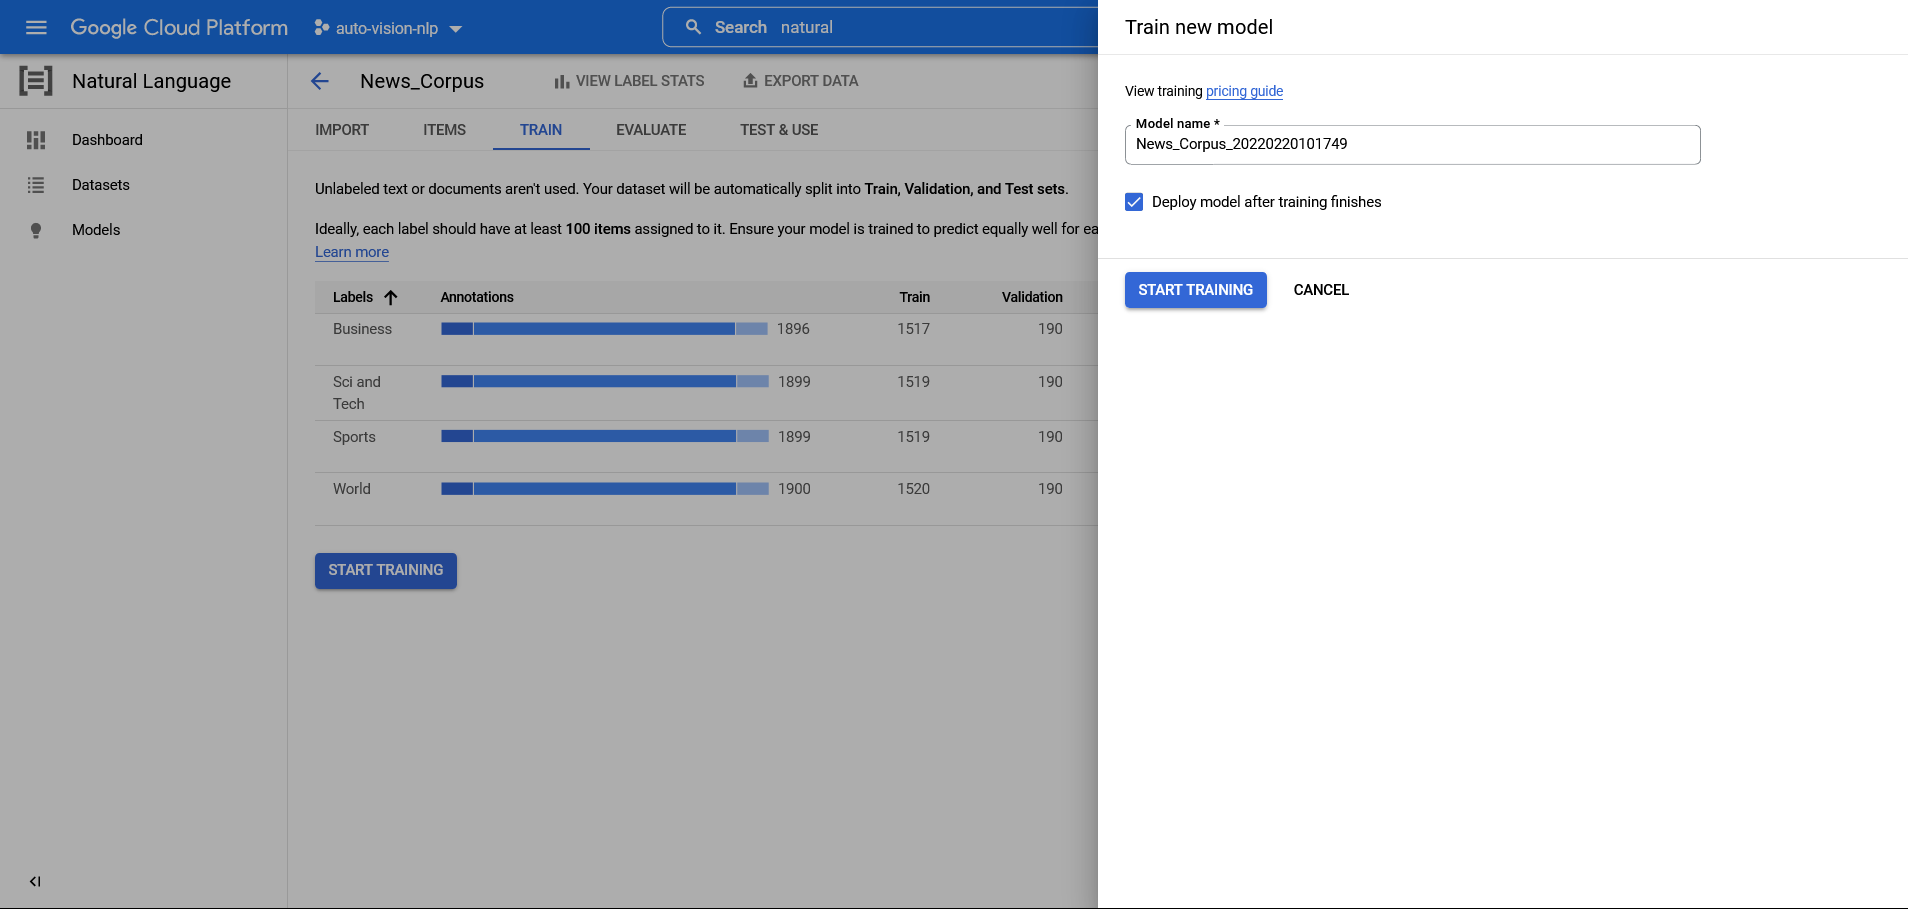 Google Cloud Platform
auto-vision-nlp
Search natural
Natural Language
Dashboard
Datasets
Models
News_Corpus
VIEW LABEL STATS
EXPORT DATA
IMPORT ITEMS TRAIN EVALUATE TEST & USE
Unlabeled text or documents aren't used. Your dataset will be automatically split into Train, Validation, and Test sets.
Ideally, each label should have at least 100 items assigned to it. Ensure your model is trained to predict equally well for ea
Learn more
Labels Annotations Train Validation
Business 1896 1517 190
Sci and 1899 1519 190
Tech
Sports 1899 1519 190
World 1900 1520 190
START TRAINING
Train new model
View training pricing guide
Model name *
News_Corpus_20220220101749
Deploy model after training finishes
START TRAINING CANCEL